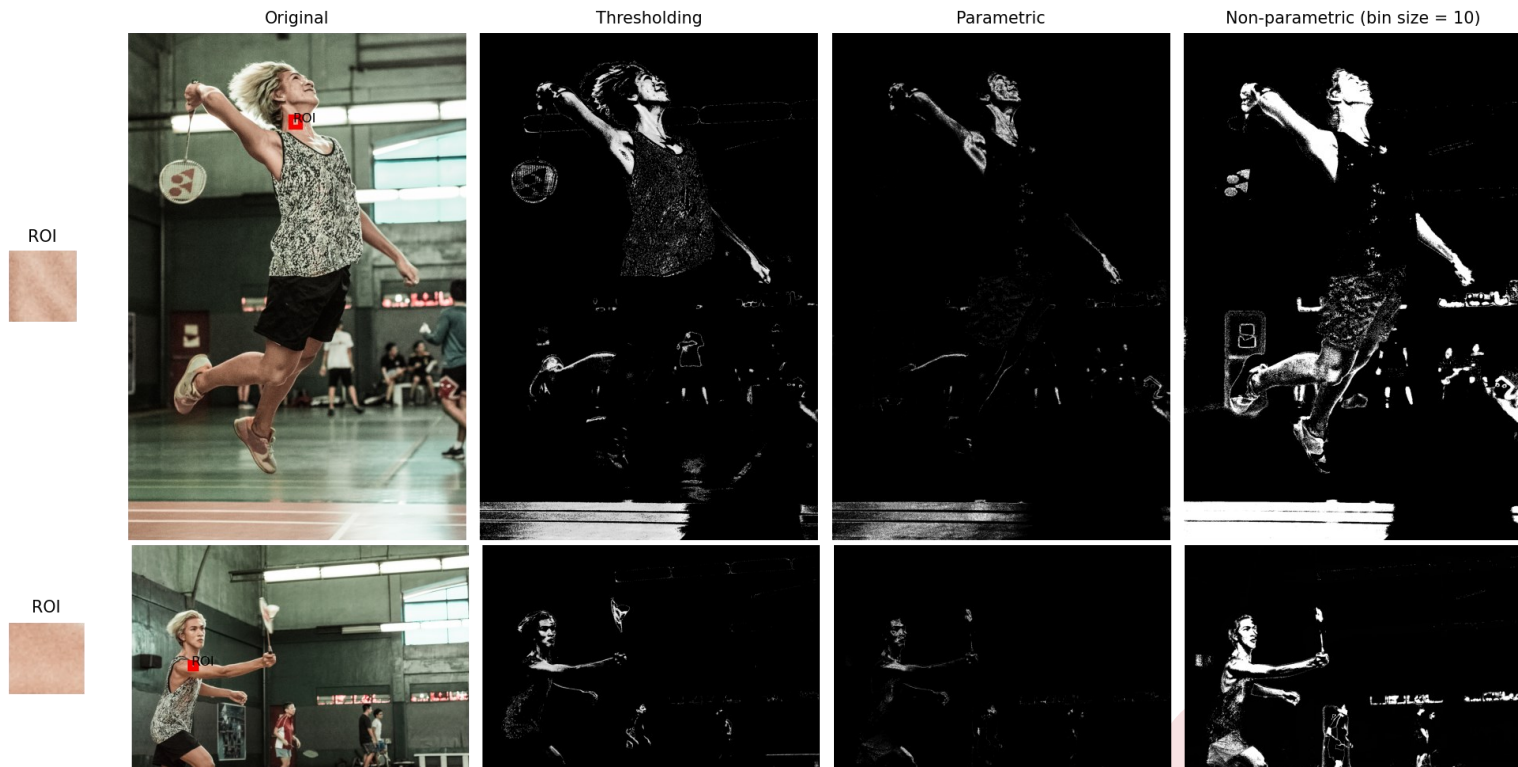 Original
Thresholding
Parametric
Non-parametric (bin size = 10)
ROI
ROI
ROI
ROI